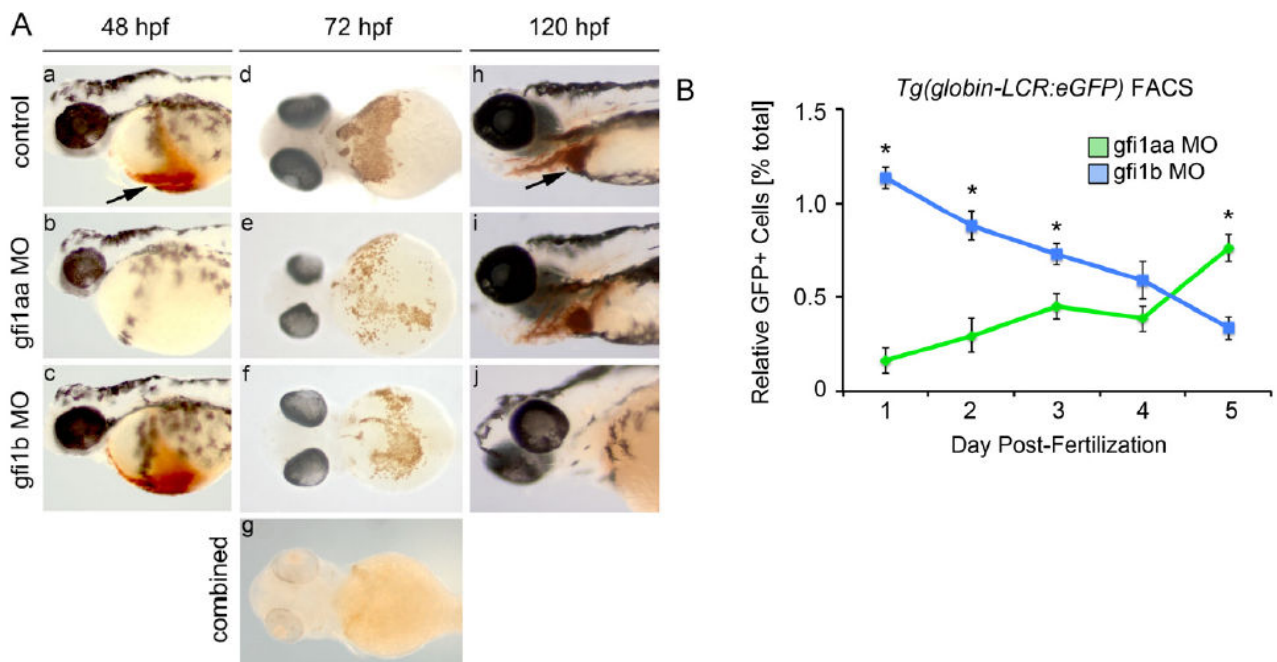 A
48 hpf
72 hpf
120 hpf
control
a
d
h
gfi1aa MO
b
e
i
gfi1b MO
c
f
j
combined
g
B
Tg(globin-LCR:eGFP) FACS
Relative GFP+ Cells [% total]
1.5
1.0
0.5
0
gfi1aa MO
gfi1b MO
*
*
*
*
1 2 3 4 5
Day Post-Fertilization